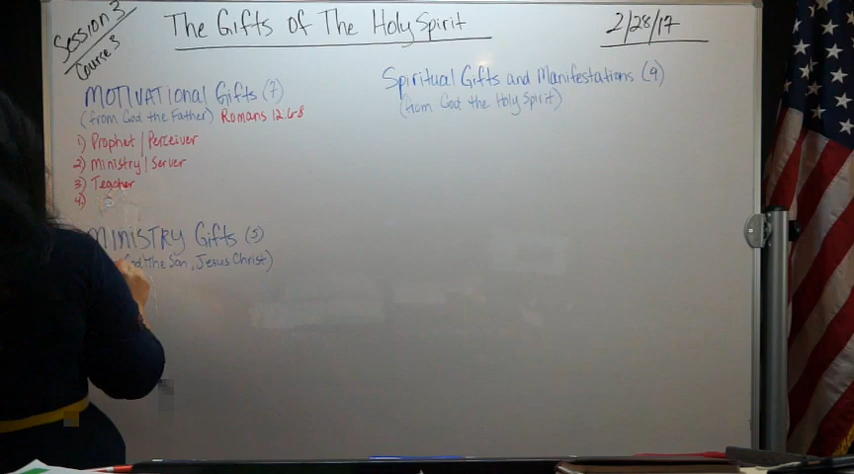 Session 3
Course 3
The Gifts of The Holy Spirit
2/28/17
MOTIVATIONAL Gifts (7)
(from God the Father) Romans 12:6-8
1) Prophet / Perceiver
2) Ministry / Server
3) Teacher
4)
MINISTRY Gifts (5)
God The Son, Jesus Christ)
Spiritual Gifts and Manifestations (9)
(from God the Holy Spirit)